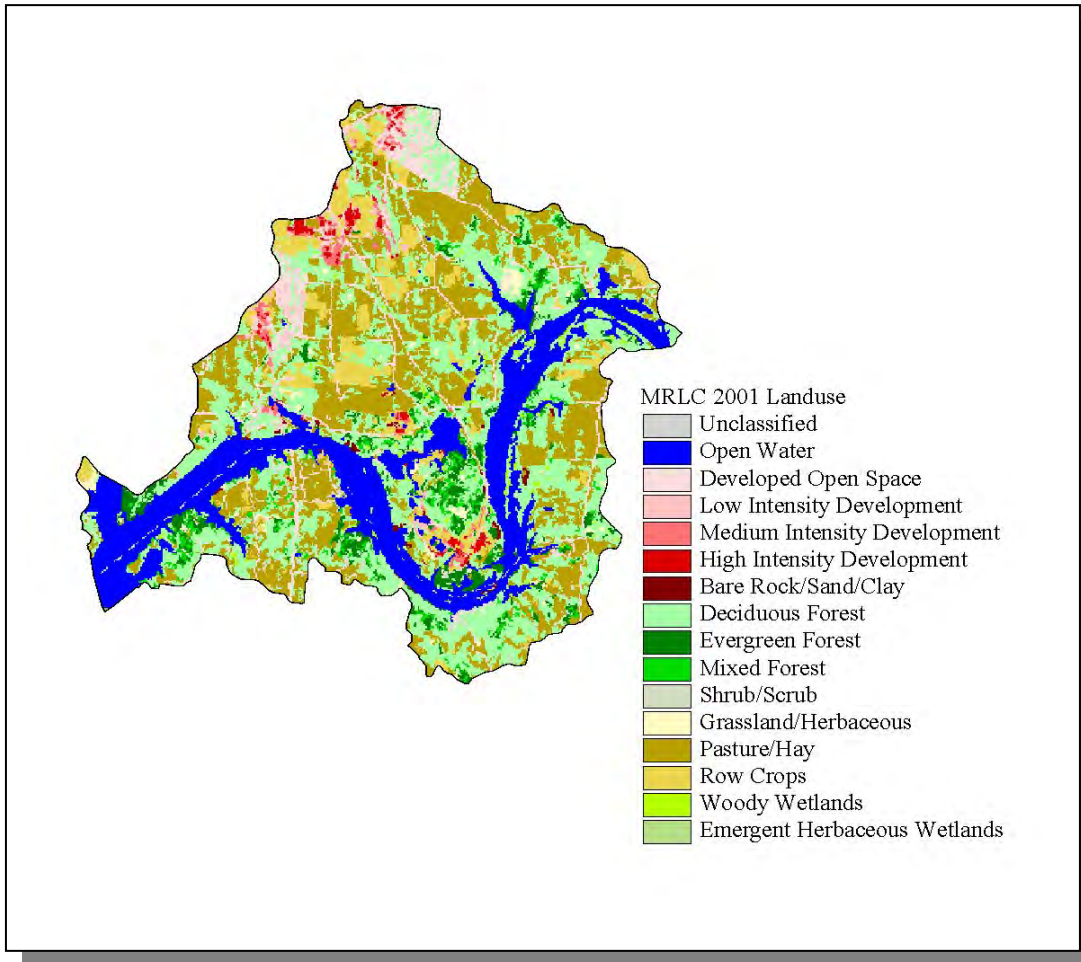 MRLC 2001 Landuse
Unclassified
Open Water
Developed Open Space
Low Intensity Development
Medium Intensity Development
High Intensity Development
Bare Rock/Sand/Clay
Deciduous Forest
Evergreen Forest
Mixed Forest
Shrub/Scrub
Grassland/Herbaceous
Pasture/Hay
Row Crops
Woody Wetlands
Emergent Herbaceous Wetlands